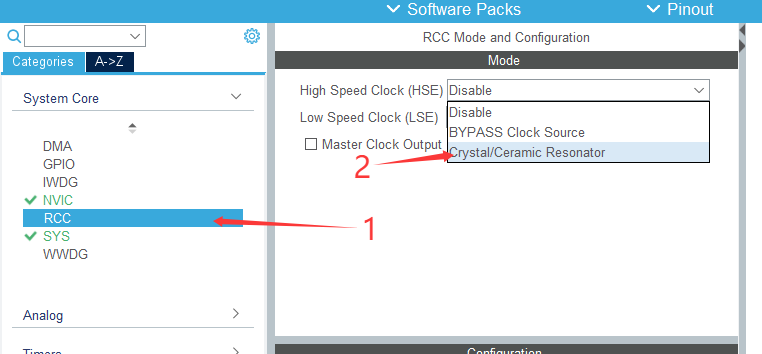 Software Packs
Pinout
RCC Mode and Configuration
Categories
A->Z
Mode
System Core
High Speed Clock (HSE)
Disable
Disable
Low Speed Clock (LSE)
BYPASS Clock Source
Master Clock Output
Crystal/Ceramic Resonator
2
DMA
GPIO
IWDG
NVIC
RCC
1
SYS
WWDG
Analog
Timers
Configuration